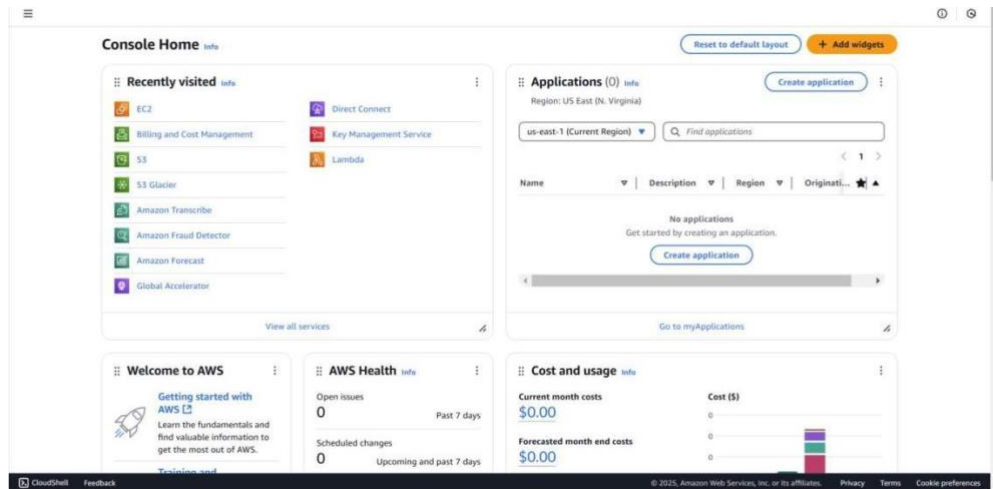 Console Home Info
Reset to default layout
+ Add widgets
Recently visited Info
EC2
Billing and Cost Management
S3
S3 Glacier
Amazon Transcribe
Amazon Fraud Detector
Amazon Forecast
Global Accelerator
Direct Connect
Key Management Service
Lambda
View all services
Applications (0) Info
Create application
Region: US East (N. Virginia)
us-east-1 (Current Region)
Find applications
1
Name Description Region Originati...
No applications
Get started by creating an application.
Create application
Go to myApplications
Welcome to AWS
Getting started with
AWS
Learn the fundamentals and
find valuable information to
get the most out of AWS.
Training and
AWS Health Info
Open issues
0 Past 7 days
Scheduled changes
0 Upcoming and past 7 days
Cost and usage Info
Current month costs
$0.00
Forecasted month end costs
$0.00
Cost ($)
0
0
0
CloudShell Feedback © 2025, Amazon Web Services, Inc. or its affiliates. Privacy Terms Cookie preferences